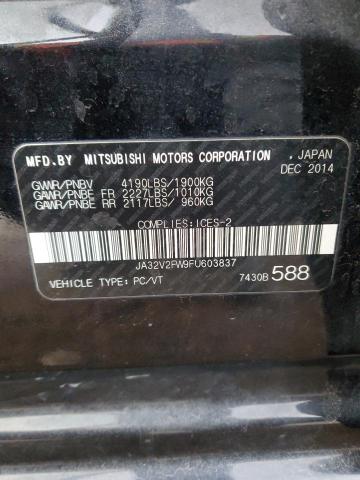 MFD.BY MITSUBISHI MOTORS CORPORATION , JAPAN
DEC 2014
GVWR/PNBV 4190LBS/1900KG
GAWR/PNBE FR 2227LBS/1010KG
GAWR/PNBE RR 2117LBS/ 960KG
COMPLIES:ICES-2
JA32V2FW9FU603837
VEHICLE TYPE: PC/VT 7430B 588